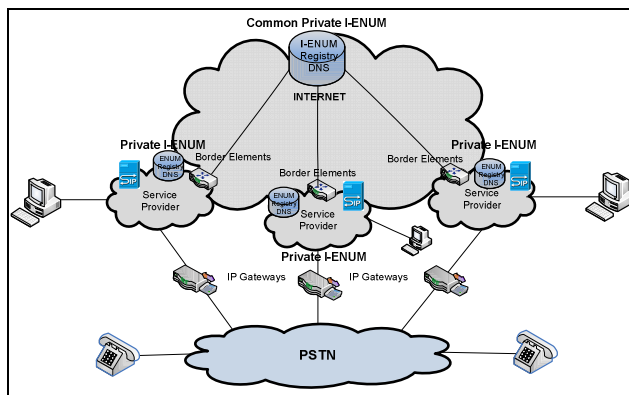 Common Private I-ENUM
I-ENUM
Registry
DNS
INTERNET
Private I-ENUM
Private I-ENUM
ENUM
Registry
DNS
Border Elements
Border Elements
ENUM
Registry
DNS
SIP
SIP
Service
Provider
ENUM
Registry
DNS
SIP
Service
Provider
Service
Provider
Private I-ENUM
IP Gateways
IP Gateways
PSTN